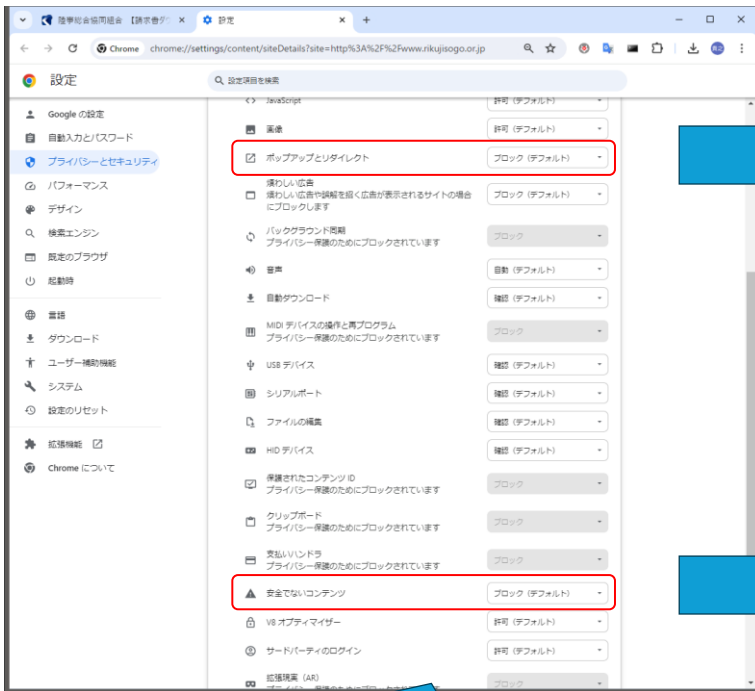 陸事総合協同組合 【請求書ダ
設定
Chrome
chrome://settings/content/siteDetails?site=http%3A%2F%2Fwww.rikujisogo.or.jp
設定
設定項目を検索
Google の設定
自動入力とパスワード
プライバシーとセキュリティ
パフォーマンス
デザイン
検索エンジン
既定のブラウザ
起動時
言語
ダウンロード
ユーザー補助機能
システム
設定のリセット
拡張機能
Chrome について
JavaScript
許可（デフォルト）
画像
許可（デフォルト）
ポップアップとリダイレクト
ブロック（デフォルト）
煩わしい広告
煩わしい広告や誤解を招く広告が表示されるサイトの場合
にブロックします
ブロック（デフォルト）
バックグラウンド同期
プライバシー保護のためにブロックされています
ブロック
音声
自動（デフォルト）
自動ダウンロード
確認（デフォルト）
MIDI デバイスの操作と再プログラム
プライバシー保護のためにブロックされています
ブロック
USB デバイス
確認（デフォルト）
シリアルポート
確認（デフォルト）
ファイルの編集
確認（デフォルト）
HID デバイス
確認（デフォルト）
保護されたコンテンツ ID
プライバシー保護のためにブロックされています
ブロック
クリップボード
プライバシー保護のためにブロックされています
ブロック
支払いハンドラ
プライバシー保護のためにブロックされています
ブロック
安全でないコンテンツ
ブロック（デフォルト）
V8 オプティマイザー
許可（デフォルト）
サードパーティのログイン
許可（デフォルト）
拡張現実（AR）
ブロック